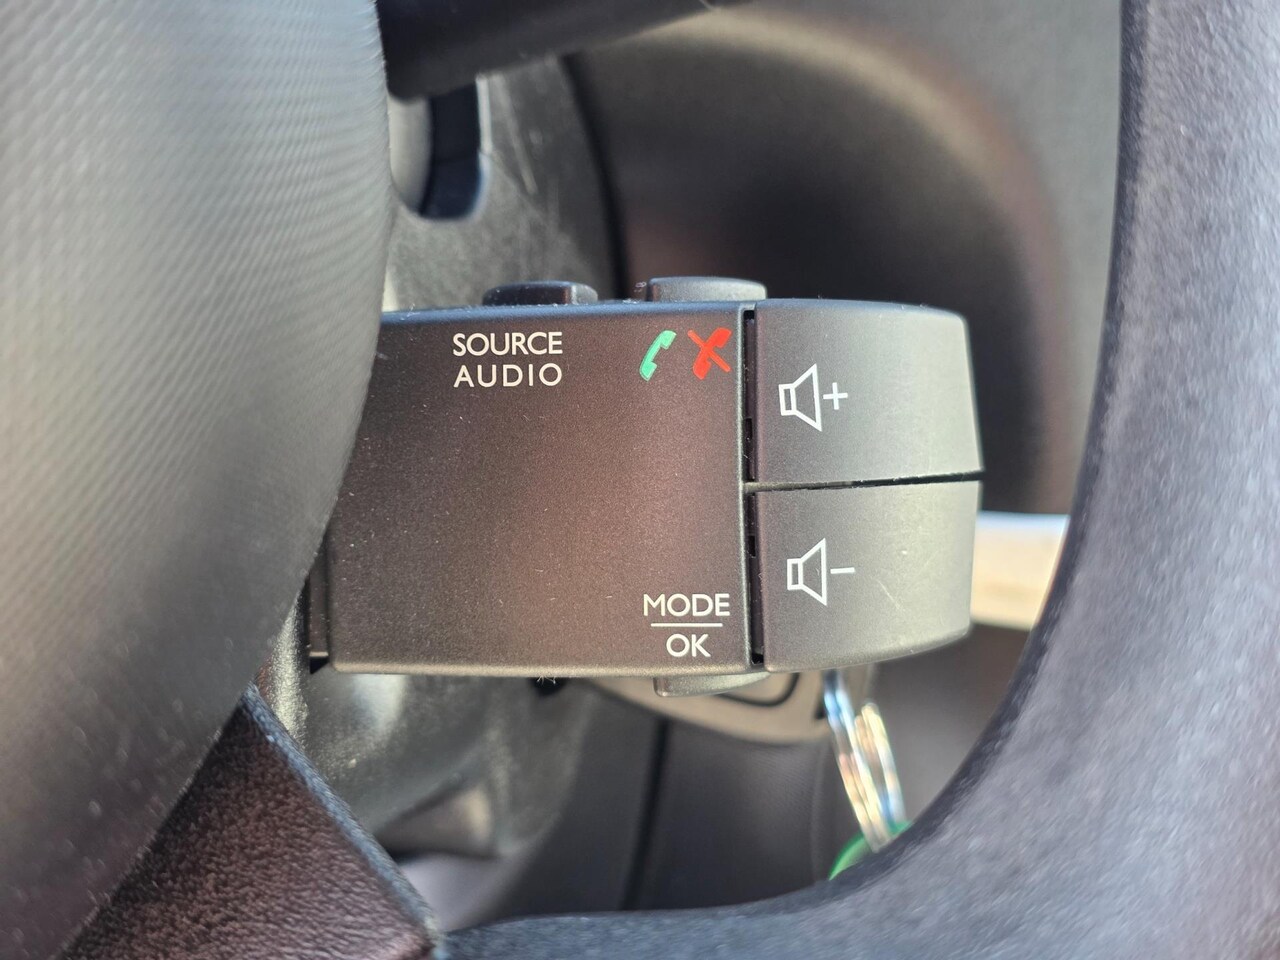 SOURCE
AUDIO
+
-
MODE
OK